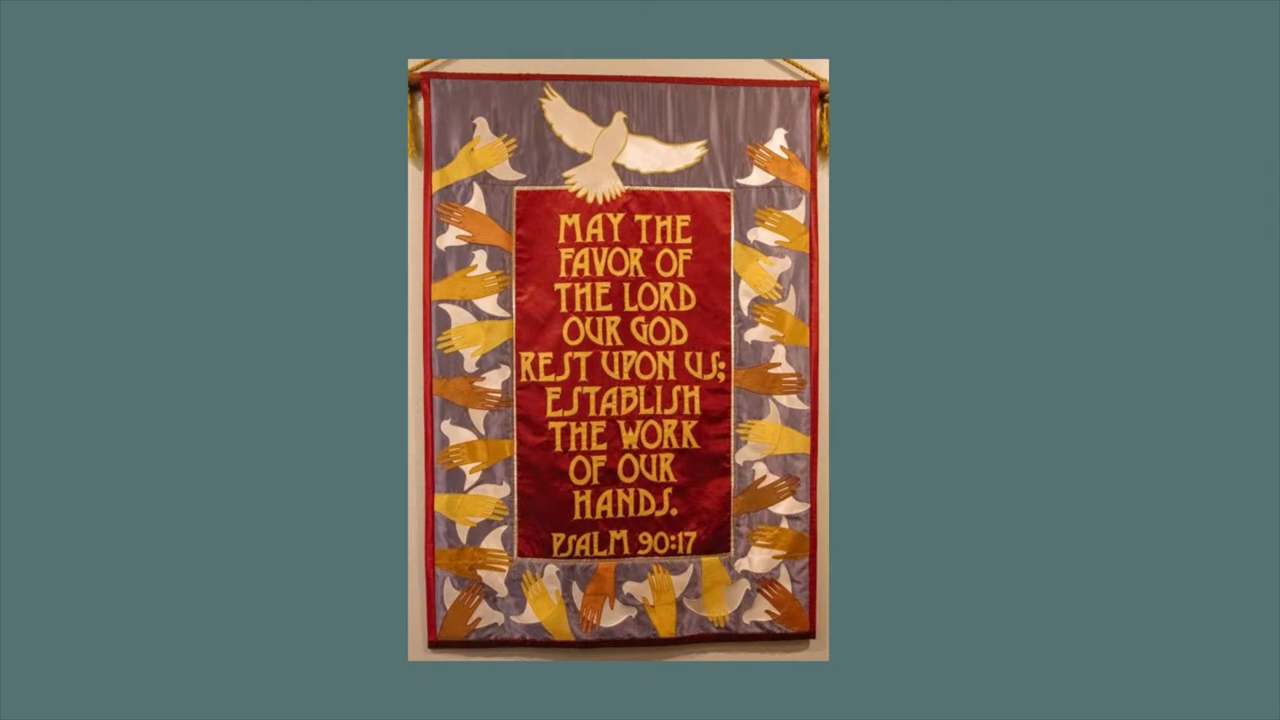 MAY THE
FAVOR OF
THE LORD
OUR GOD
REST UPON US;
ESTABLISH
THE WORK
OF OUR
HANDS.
PSALM 90:17